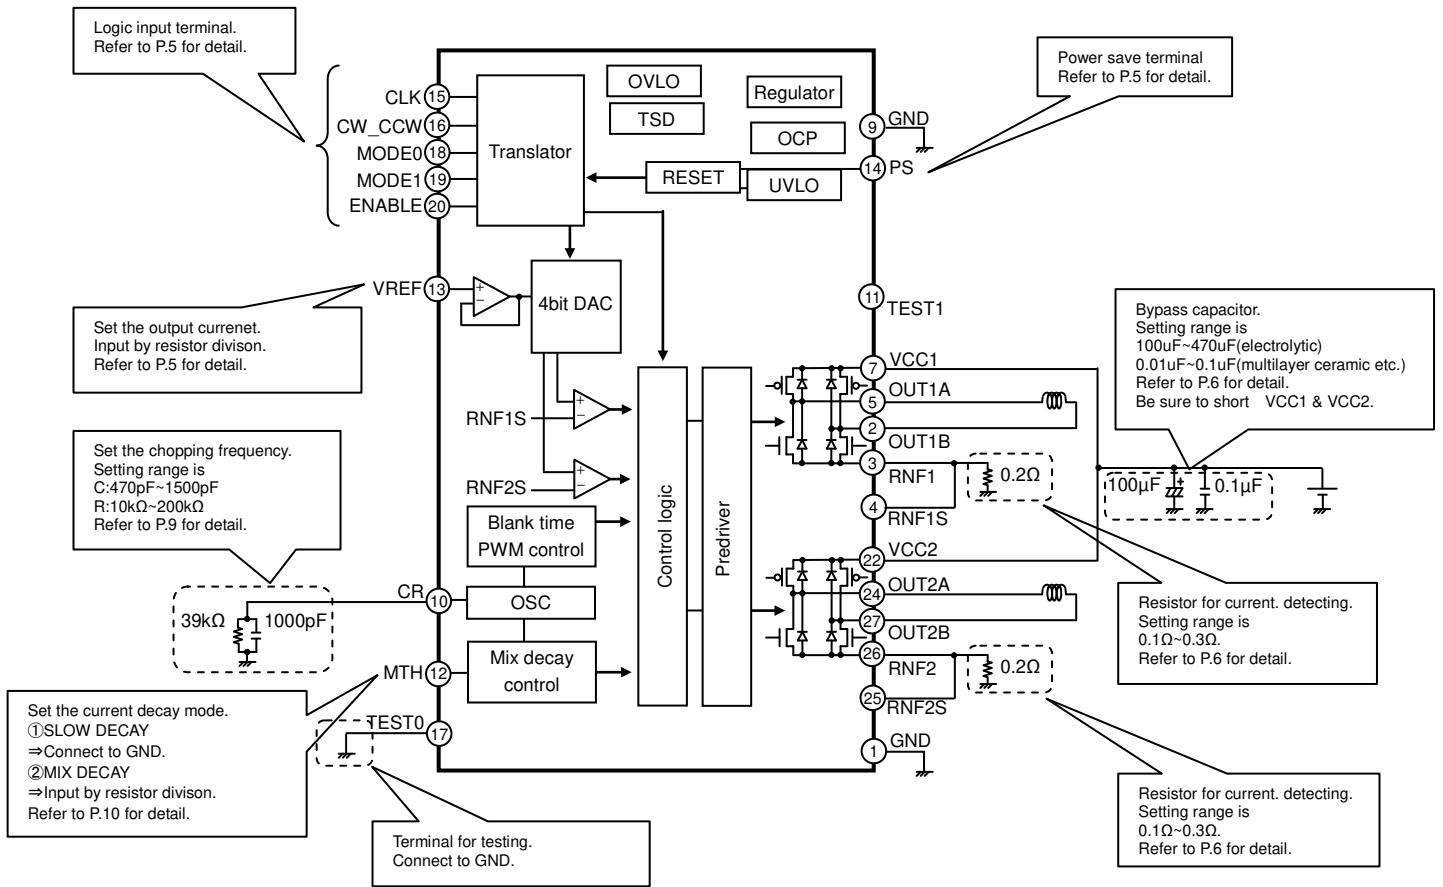 Logic input terminal.
Refer to P.5 for detail.
Power save terminal
Refer to P.5 for detail.
CLK 15
CW_CCW 16
MODE0 18
MODE1 19
ENABLE 20
Translator
OVLO
TSD
Regulator
OCP
RESET
UVLO
9 GND
14 PS
VREF 13
+
−
4bit DAC
11
TEST1
Set the output currenet.
Input by resistor divison.
Refer to P.5 for detail.
Bypass capacitor.
Setting range is
100uF~470uF(electrolytic)
0.01uF~0.1uF(multilayer ceramic etc.)
Refer to P.6 for detail.
Be sure to short VCC1 & VCC2.
7 VCC1
5 OUT1A
2 OUT1B
3 RNF1
4 RNF1S
0.2Ω
100µF
+
0.1µF
RNF1S
+
−
RNF2S
+
−
Set the chopping frequency.
Setting range is
C:470pF~1500pF
R:10kΩ~200kΩ
Refer to P.9 for detail.
Blank time
PWM control
OSC
Mix decay
control
Control logic
Predriver
CR 10
39kΩ
1000pF
MTH 12
TEST0
17
22 VCC2
24 OUT2A
27 OUT2B
26 RNF2
25 RNF2S
0.2Ω
1 GND
Resistor for current. detecting.
Setting range is
0.1Ω~0.3Ω.
Refer to P.6 for detail.
Set the current decay mode.
①SLOW DECAY
⇒Connect to GND.
②MIX DECAY
⇒Input by resistor divison.
Refer to P.10 for detail.
Terminal for testing.
Connect to GND.
Resistor for current. detecting.
Setting range is
0.1Ω~0.3Ω.
Refer to P.6 for detail.